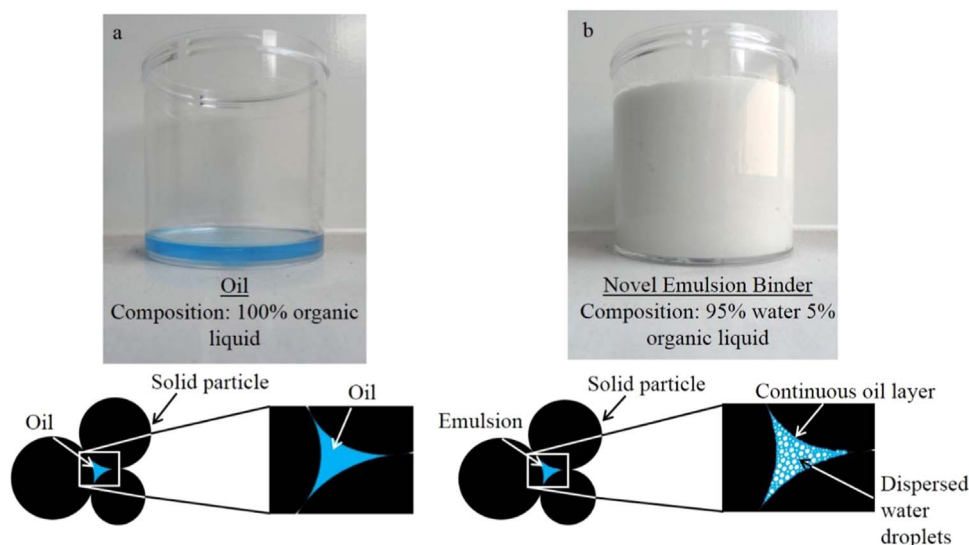 a
Oil
Composition: 100% organic
liquid
b
Novel Emulsion Binder
Composition: 95% water 5%
organic liquid
Solid particle
Oil
Oil
Solid particle
Emulsion
Continuous oil layer
Dispersed
water
droplets